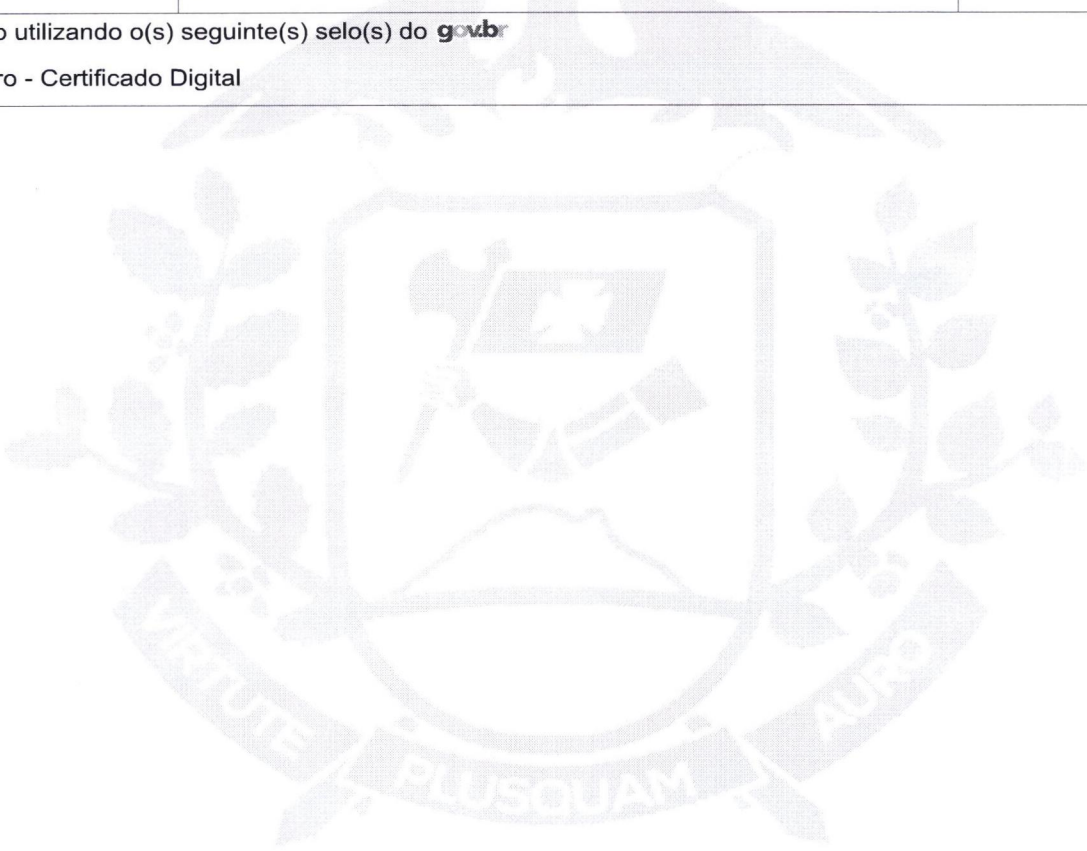 o utilizando o(s) seguinte(s) selo(s) do gov.br
ro - Certificado Digital
VIRTUTE
PLUSQUAM
AURO